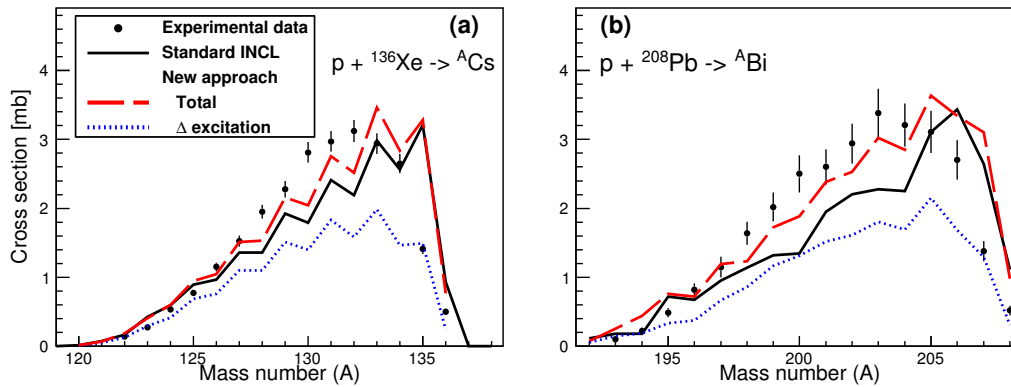 Experimental data
Standard INCL
New approach
Total
Δ excitation
(a)
p + ¹³⁶Xe -> ᴬCs
Cross section [mb]
4
3
2
1
0
120 125 130 135
Mass number (A)
(b)
p + ²⁰⁸Pb -> ᴬBi
4
3
2
1
0
195 200 205
Mass number (A)